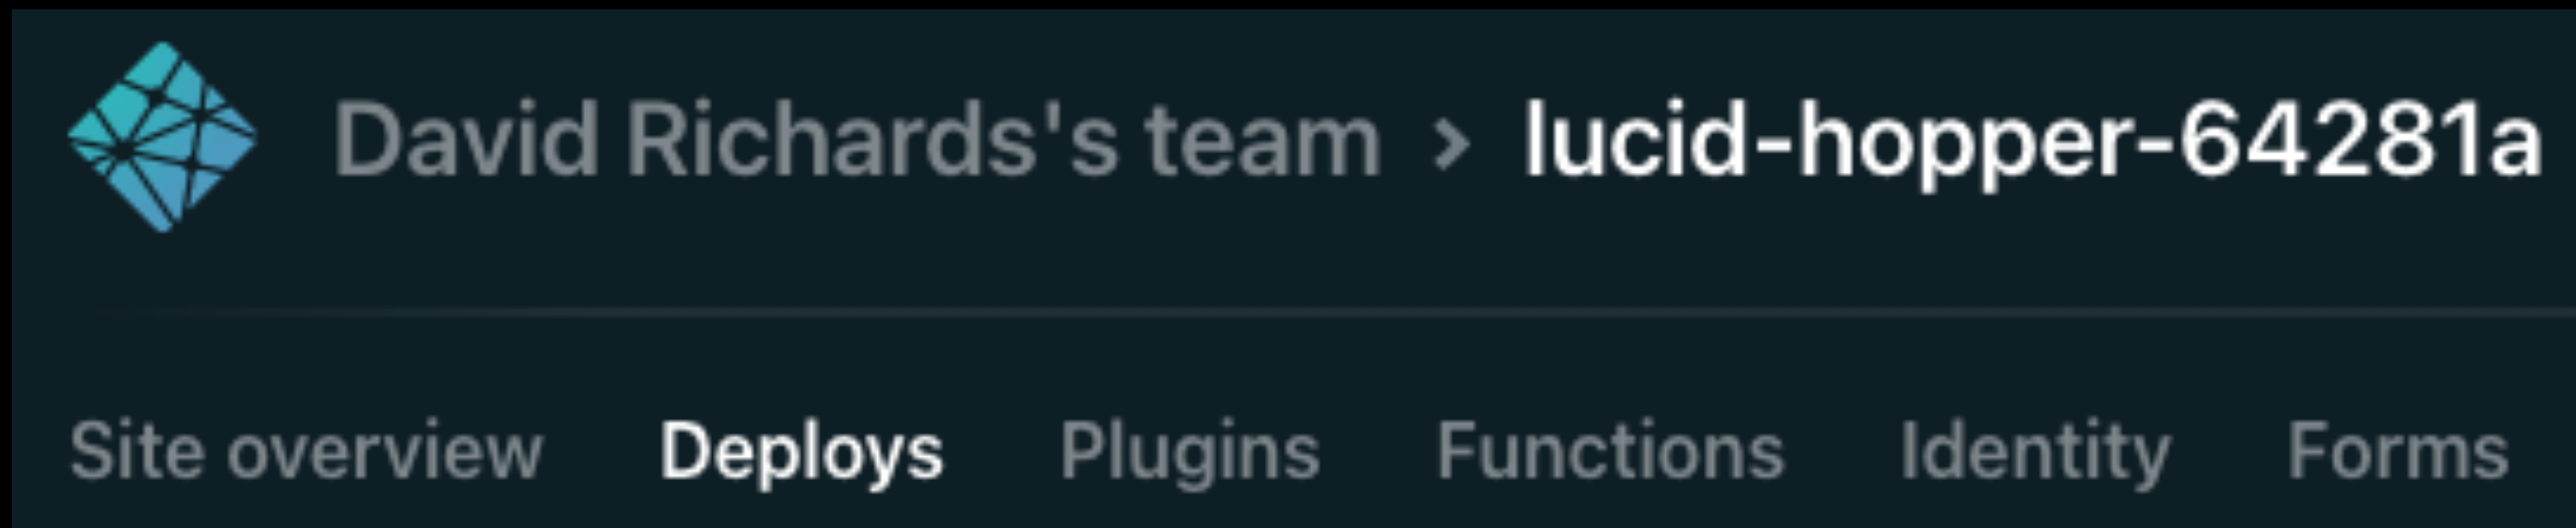 David Richards's team > lucid-hopper-64281a
Site overview Deploys Plugins Functions Identity Forms